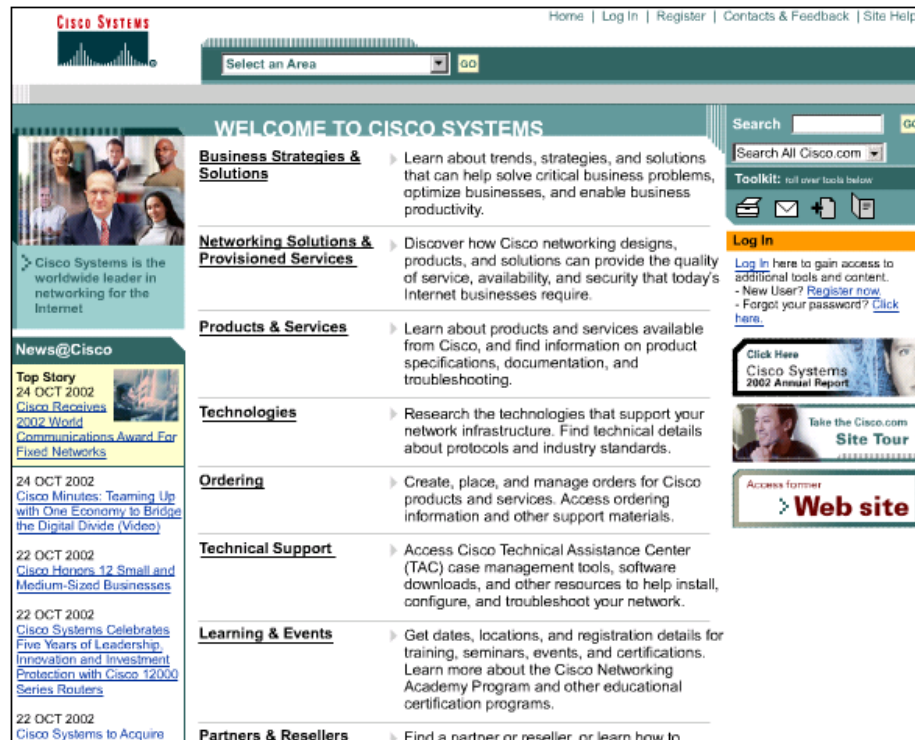 CISCO SYSTEMS
Home | Log In | Register | Contacts & Feedback | Site Help
Select an Area GO
WELCOME TO CISCO SYSTEMS
Business Strategies &
Solutions
Learn about trends, strategies, and solutions
that can help solve critical business problems,
optimize businesses, and enable business
productivity.
Networking Solutions &
Provisioned Services
Discover how Cisco networking designs,
products, and solutions can provide the quality
of service, availability, and security that today's
Internet businesses require.
Products & Services
Learn about products and services available
from Cisco, and find information on product
specifications, documentation, and
troubleshooting.
Technologies
Research the technologies that support your
network infrastructure. Find technical details
about protocols and industry standards.
Ordering
Create, place, and manage orders for Cisco
products and services. Access ordering
information and other support materials.
Technical Support
Access Cisco Technical Assistance Center
(TAC) case management tools, software
downloads, and other resources to help install,
configure, and troubleshoot your network.
Learning & Events
Get dates, locations, and registration details for
training, seminars, events, and certifications.
Learn more about the Cisco Networking
Academy Program and other educational
certification programs.
Partners & Resellers
Find a partner or reseller, or learn how to
Cisco Systems is the
worldwide leader in
networking for the
Internet
News@Cisco
Top Story
24 OCT 2002
Cisco Receives
2002 World
Communications Award For
Fixed Networks
24 OCT 2002
Cisco Minutes: Teaming Up
with One Economy to Bridge
the Digital Divide (Video)
22 OCT 2002
Cisco Honors 12 Small and
Medium-Sized Businesses
22 OCT 2002
Cisco Systems Celebrates
Five Years of Leadership,
Innovation and Investment
Protection with Cisco 12000
Series Routers
22 OCT 2002
Cisco Systems to Acquire
Search GO
Search All Cisco.com
Toolkit: roll over tools below
Log In
Log In here to gain access to
additional tools and content.
- New User? Register now.
- Forgot your password? Click
here.
Click Here
Cisco Systems
2002 Annual Report
Take the Cisco.com
Site Tour
Access former
Web site